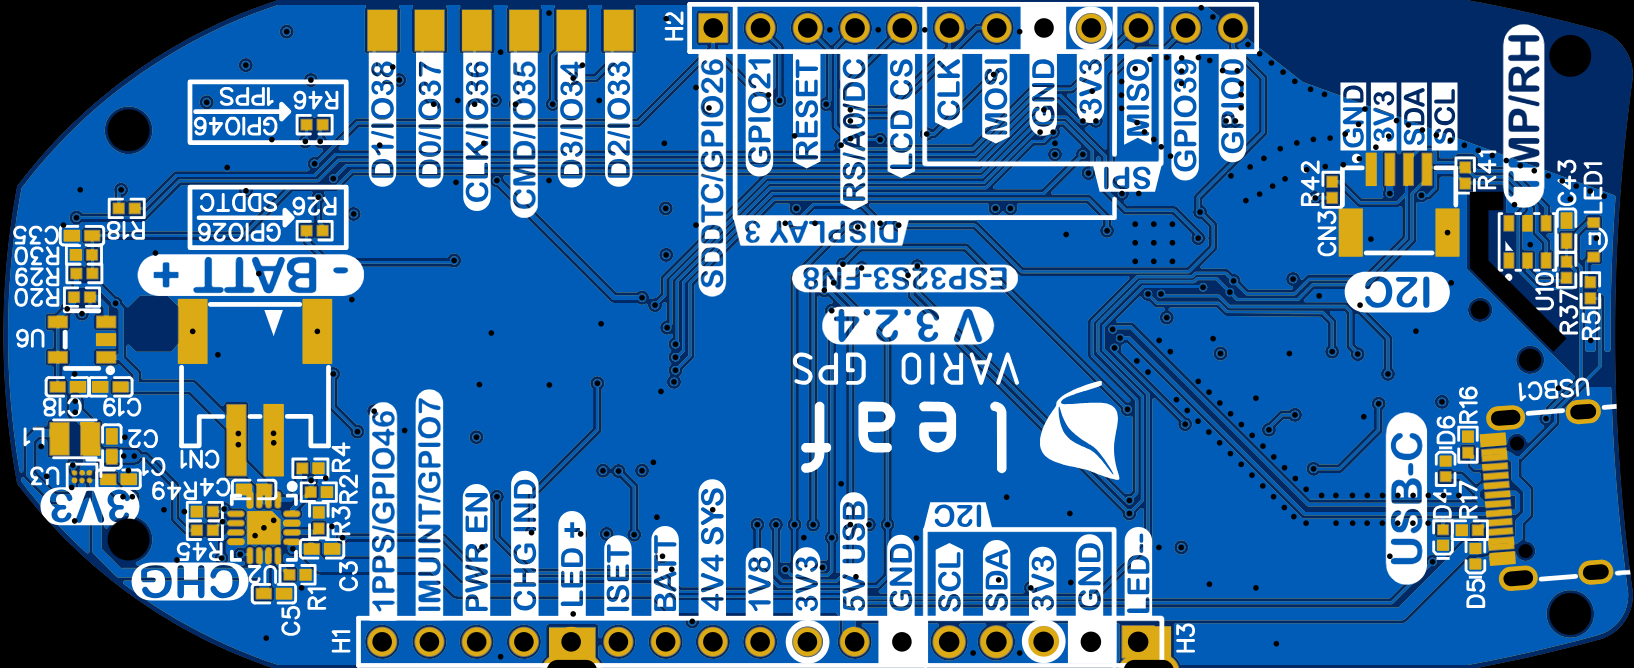 H2
D1/IO38
D0/IO37
CLK/IO36
CMD/IO35
D3/IO34
D2/IO33
SDDTC/GPIO26
GPIO21
RESET
RS/A0/DC
LCD CS
CLK
MOSI
GND
3V3
MISO
GPIO39
GPIO0
SPI
DISPLAY 3
1PPS
GPIO46
R46
SDDTC
GPIO26
R26
R18
C35
R30
R29
R20
U6
- BATT +
ESP32S3-FN8
V 3.2.4
VARIO GPS
leaf
GND
3V3
SDA
SCL
R42
R41
CN3
I2C
TMP/RH
C43
LED1
U10
R37
R5
C18
C19
L1
C2
C1
U3
3V3
CN1
C4
R49
R4
R2
R3
R45
U2
C3
R1
C5
CHG
1PPS/GPIO46
IMUINT/GPIO7
PWR EN
CHG GND
LED +
ISET
BATT
4V4 SYS
1V8
3V3
5V USB
GND
I2C
SCL
SDA
3V3
GND
LED-
H1
H3
USBC1
USB-C
R16
D6
D4
R17
D5